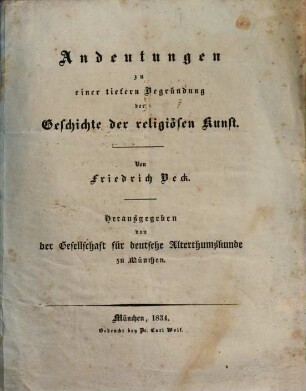 Andeutungen
zu
einer tiefern Begründung
der
Geschichte der religiösen Kunst.
Von
Friedrich Beck.
Herausgegeben
von
der Gesellschaft für deutsche Alterthumskunde
zu München.
München, 1834.
Gedruckt bey Dr. Carl Wolf.